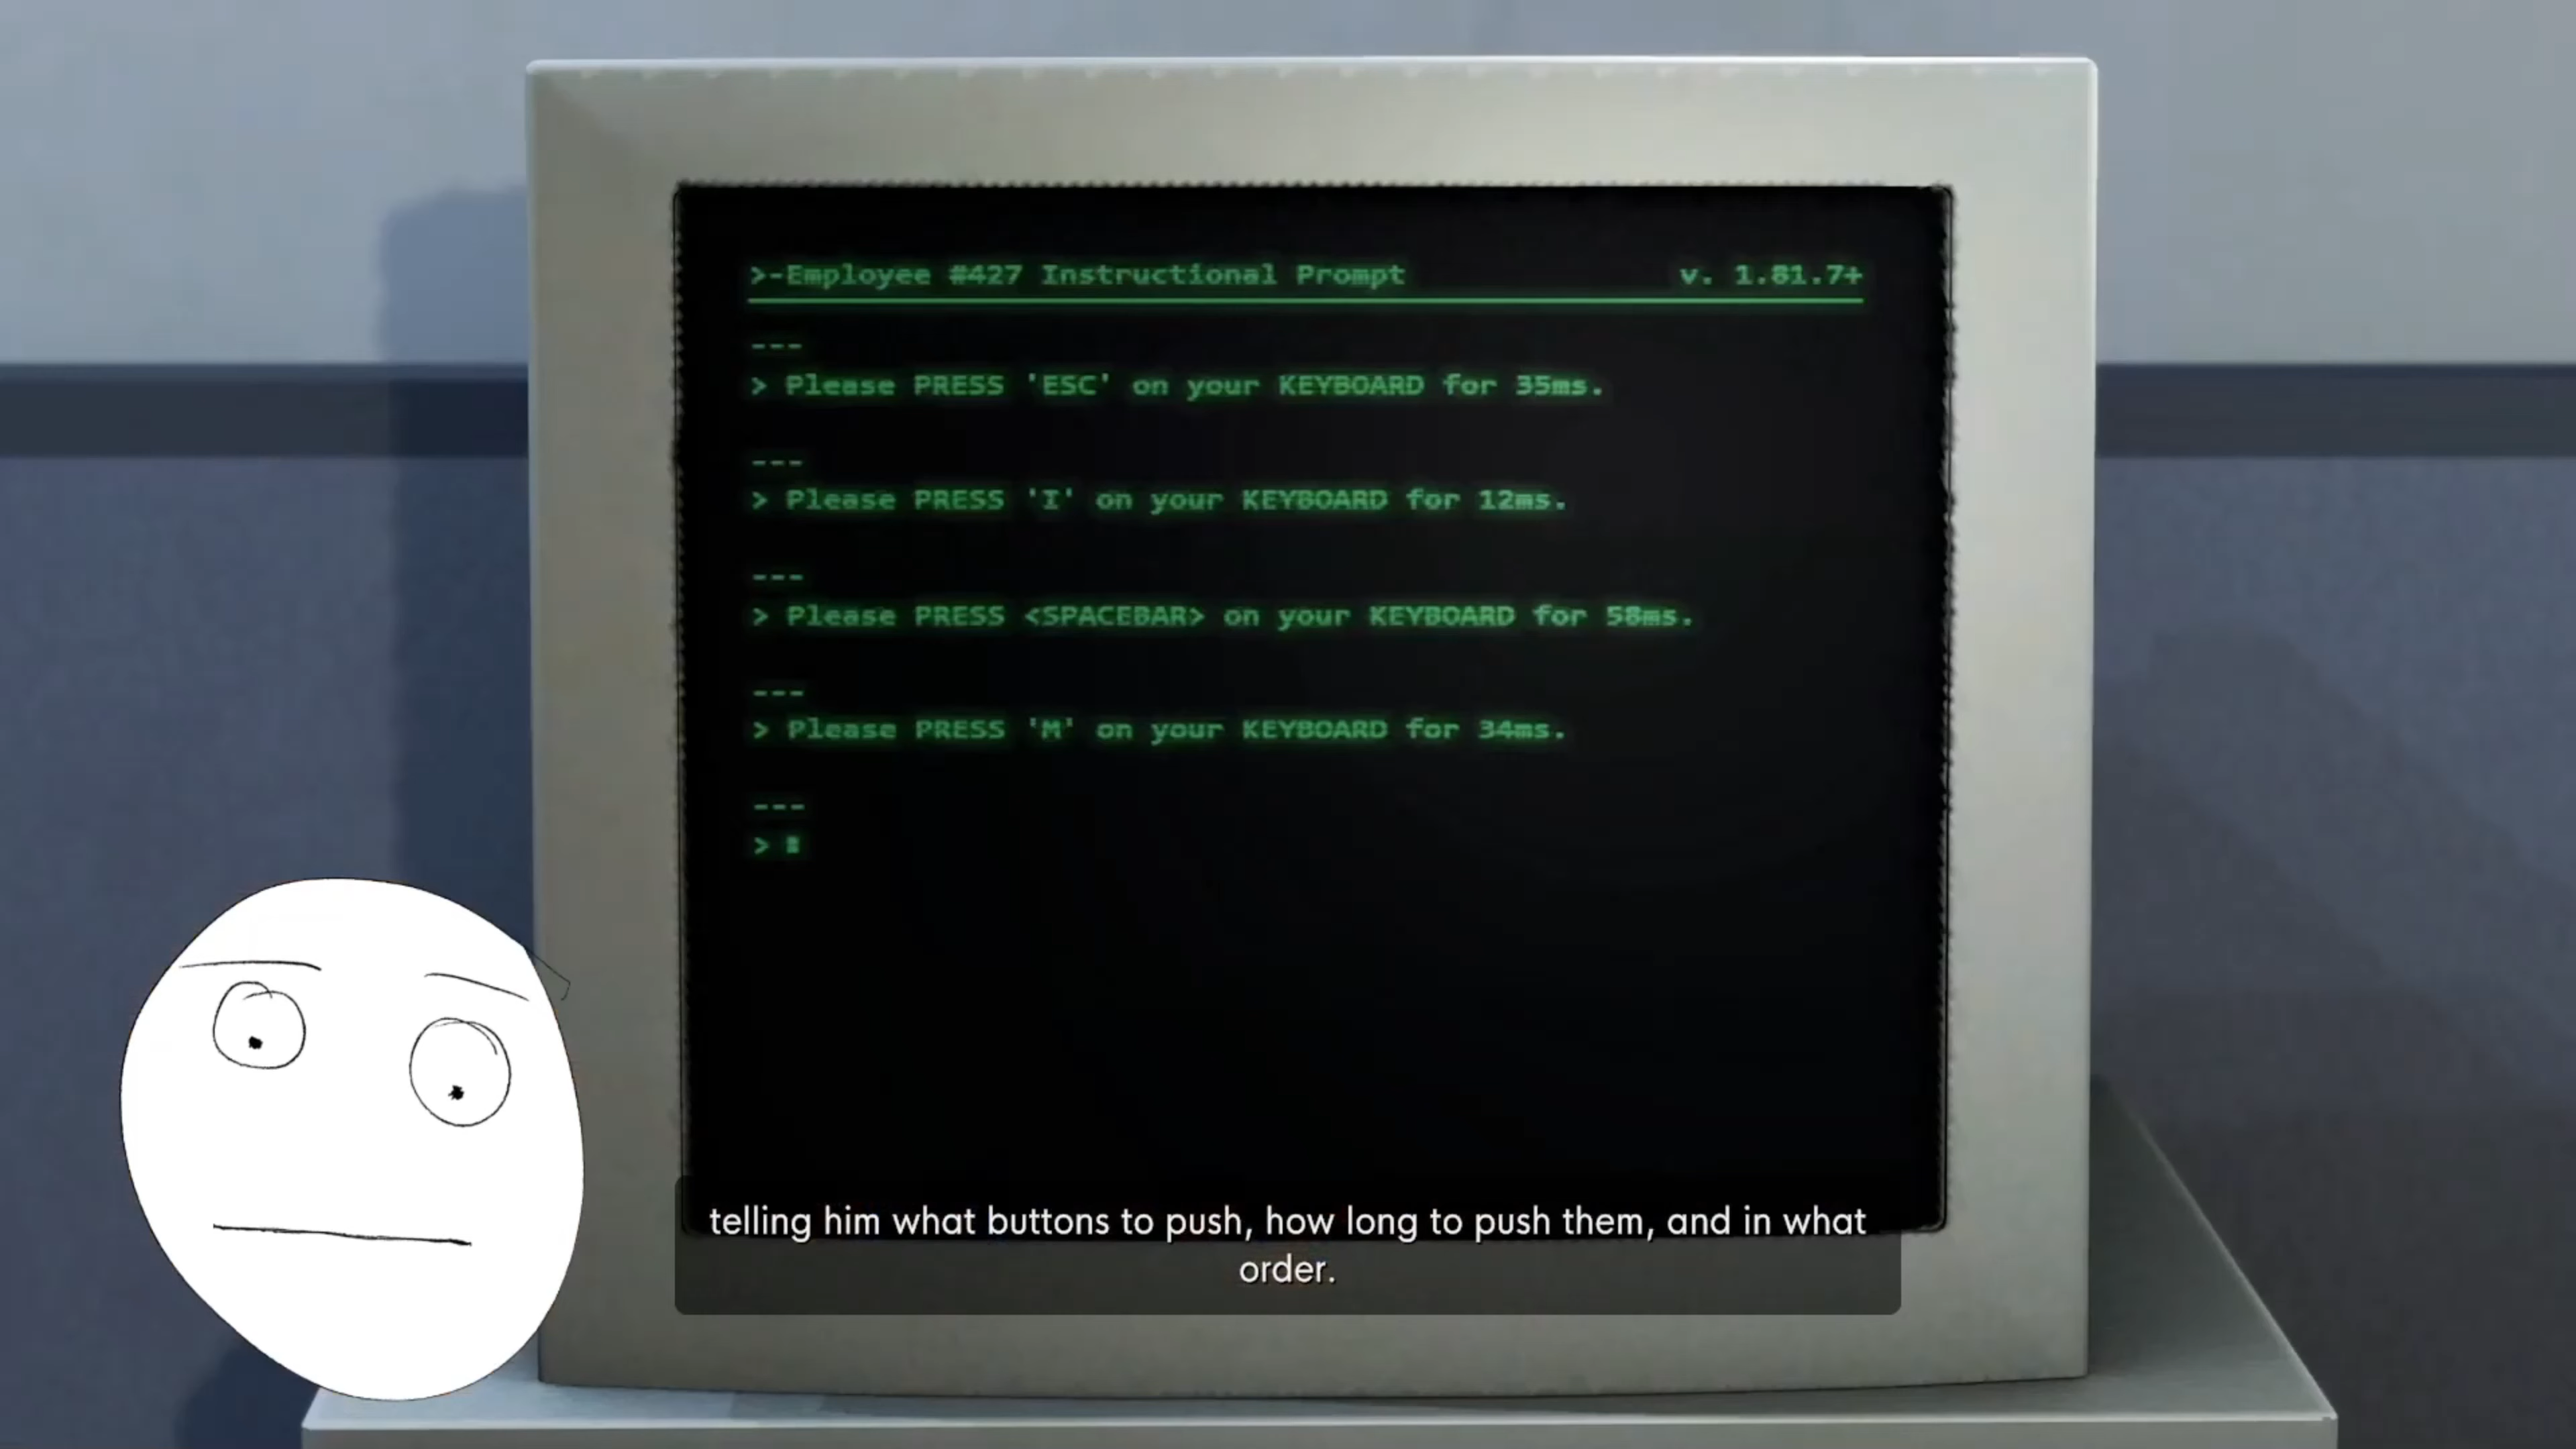 >-Employee #427 Instructional Prompt v. 1.81.7+
---
> Please PRESS 'ESC' on your KEYBOARD for 35ms.
---
> Please PRESS 'I' on your KEYBOARD for 12ms.
---
> Please PRESS <SPACEBAR> on your KEYBOARD for 58ms.
---
> Please PRESS 'M' on your KEYBOARD for 34ms.
---
>
telling him what buttons to push, how long to push them, and in what
order.